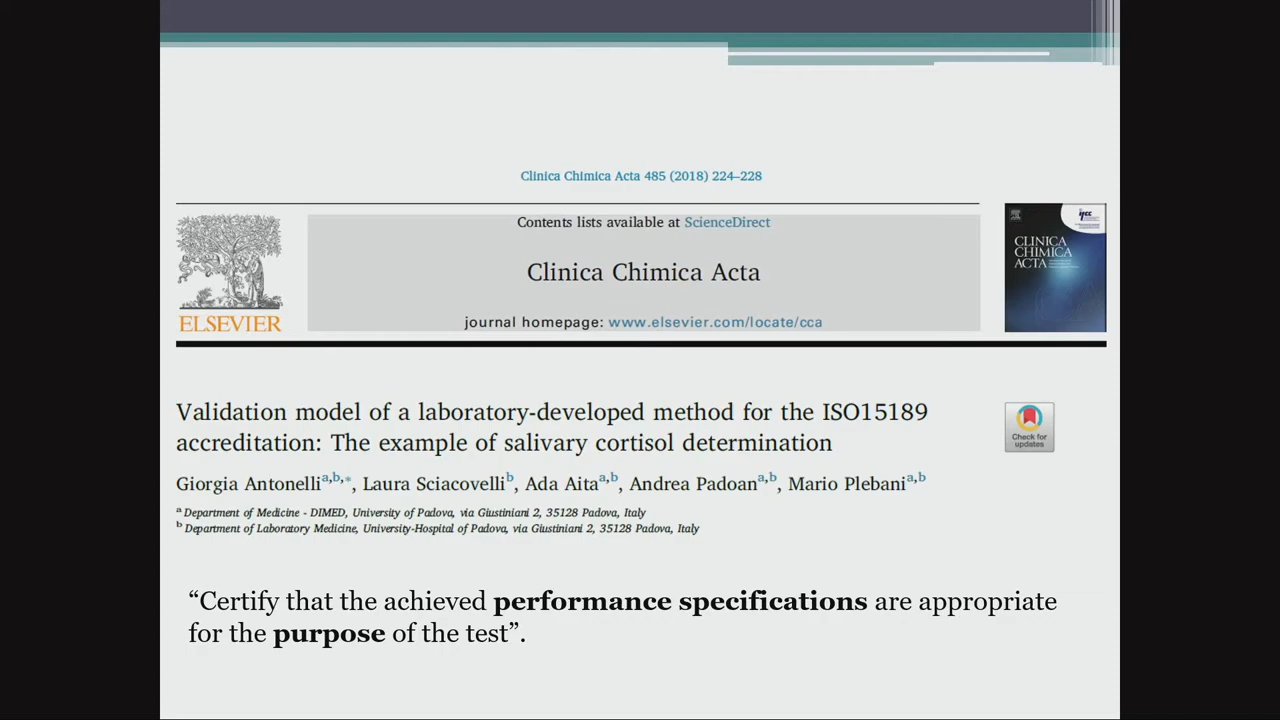 Clinica Chimica Acta 485 (2018) 224–228
Contents lists available at ScienceDirect
Clinica Chimica Acta
journal homepage: www.elsevier.com/locate/cca
ELSEVIER
CLINICA
CHIMICA
ACTA
Validation model of a laboratory-developed method for the ISO15189
accreditation: The example of salivary cortisol determination
Check for
updates
Giorgia Antonelli a,b,*, Laura Sciacovelli b, Ada Aita a,b, Andrea Padoan a,b, Mario Plebani a,b
a Department of Medicine - DIMED, University of Padova, via Giustiniani 2, 35128 Padova, Italy
b Department of Laboratory Medicine, University-Hospital of Padova, via Giustiniani 2, 35128 Padova, Italy
“Certify that the achieved performance specifications are appropriate
for the purpose of the test”.